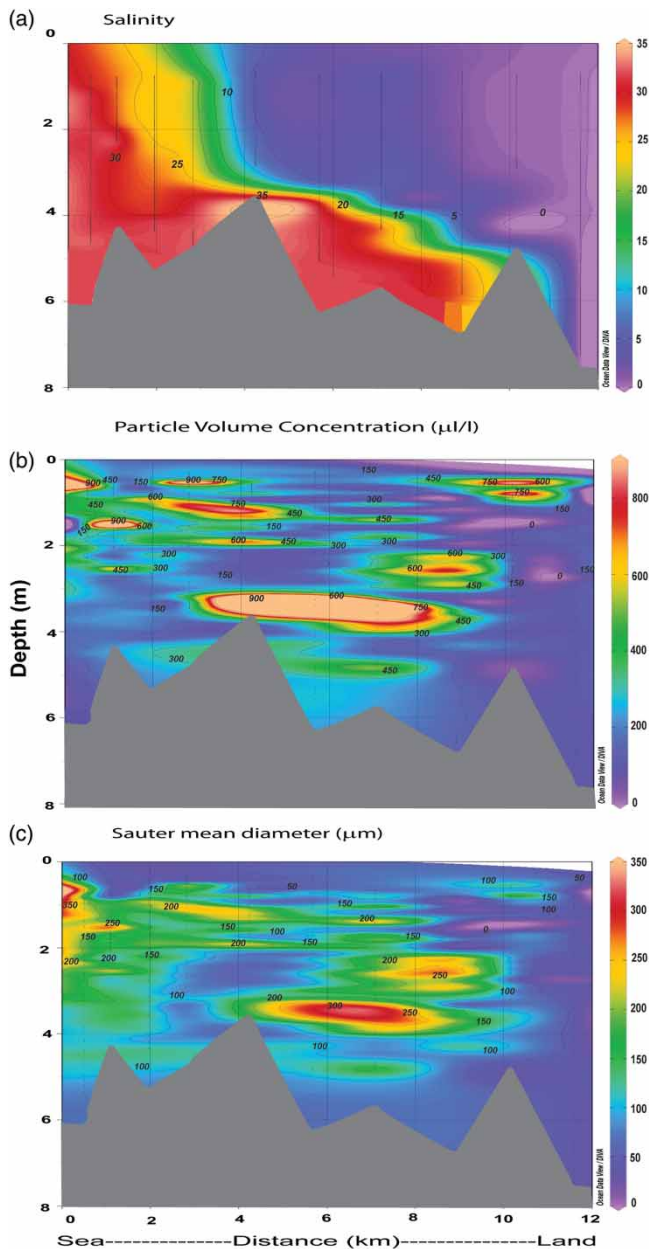 (a) Salinity
0
2
4
6
8
10
30
25
35
20
15
5
0
35
30
25
20
15
10
5
0
Ocean Data View / DIVA
Particle Volume Concentration (µl/l)
(b)
0
2
4
6
8
Depth (m)
900 450 150 900 750 150 450 750 600
450 600 750 300 750 150
150 900 600 450 150 450 0
600 450 300 600 300 150
450 300 150 600 450 150 0
900 600 750
150 450
300
300 450
800
600
400
200
0
Ocean Data View / DIVA
(c) Sauter mean diameter (µm)
0
2
4
6
8
100 150 50 100 50
350 200 150 150 100
250 150 200 0
150 100 150
200 200 200 200 250
100 100
200 300 250 150
100 100 100
150
350
300
250
200
150
100
50
0
Ocean Data View / DIVA
0 2 4 6 8 10 12
Sea------------Distance (km)------------Land